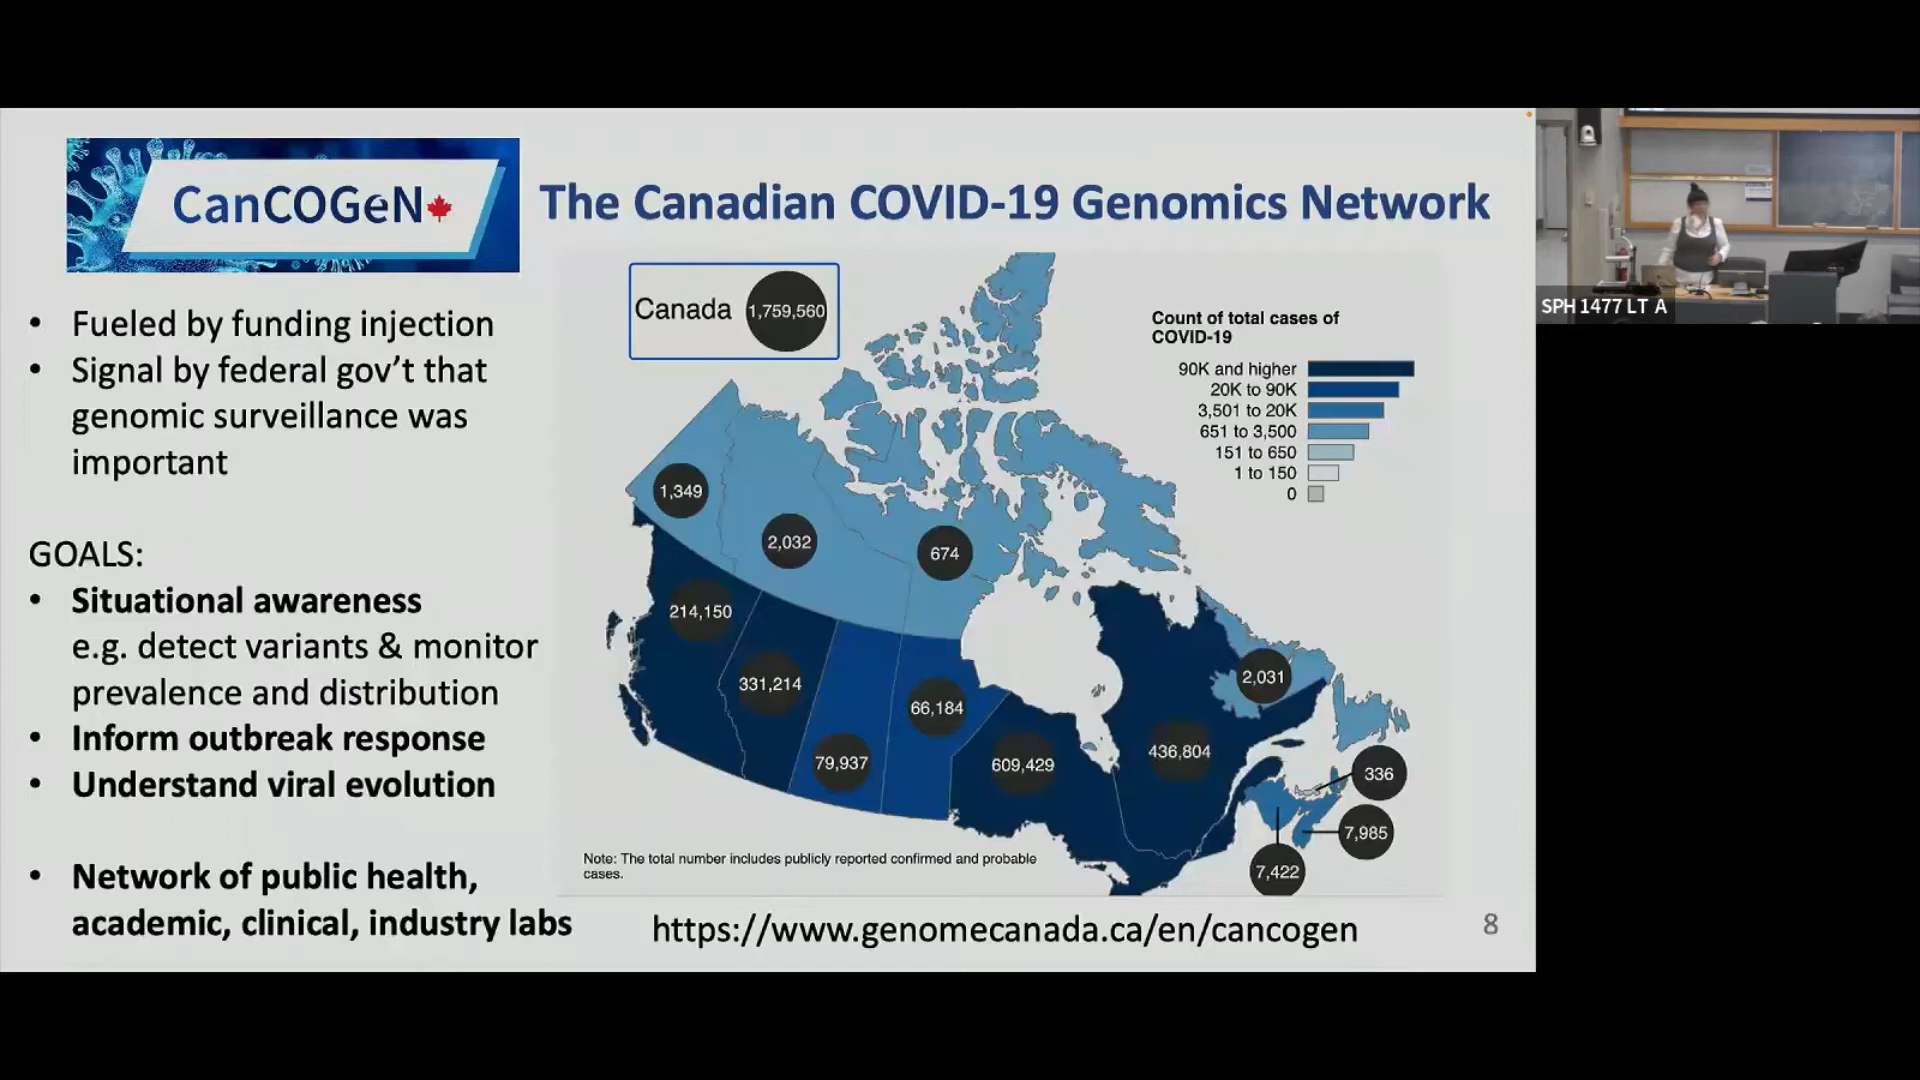 CanCOGeN
The Canadian COVID-19 Genomics Network
• Fueled by funding injection
• Signal by federal gov’t that
genomic surveillance was
important
GOALS:
• Situational awareness
e.g. detect variants & monitor
prevalence and distribution
• Inform outbreak response
• Understand viral evolution
• Network of public health,
academic, clinical, industry labs
Canada 1,759,560
Count of total cases of
COVID-19
90K and higher
20K to 90K
3,501 to 20K
651 to 3,500
151 to 650
1 to 150
0
1,349
2,032
674
214,150
331,214
79,937
66,184
609,429
436,804
2,031
336
7,985
7,422
Note: The total number includes publicly reported confirmed and probable
cases.
https://www.genomecanada.ca/en/cancogen
8
SPH 1477 LT A